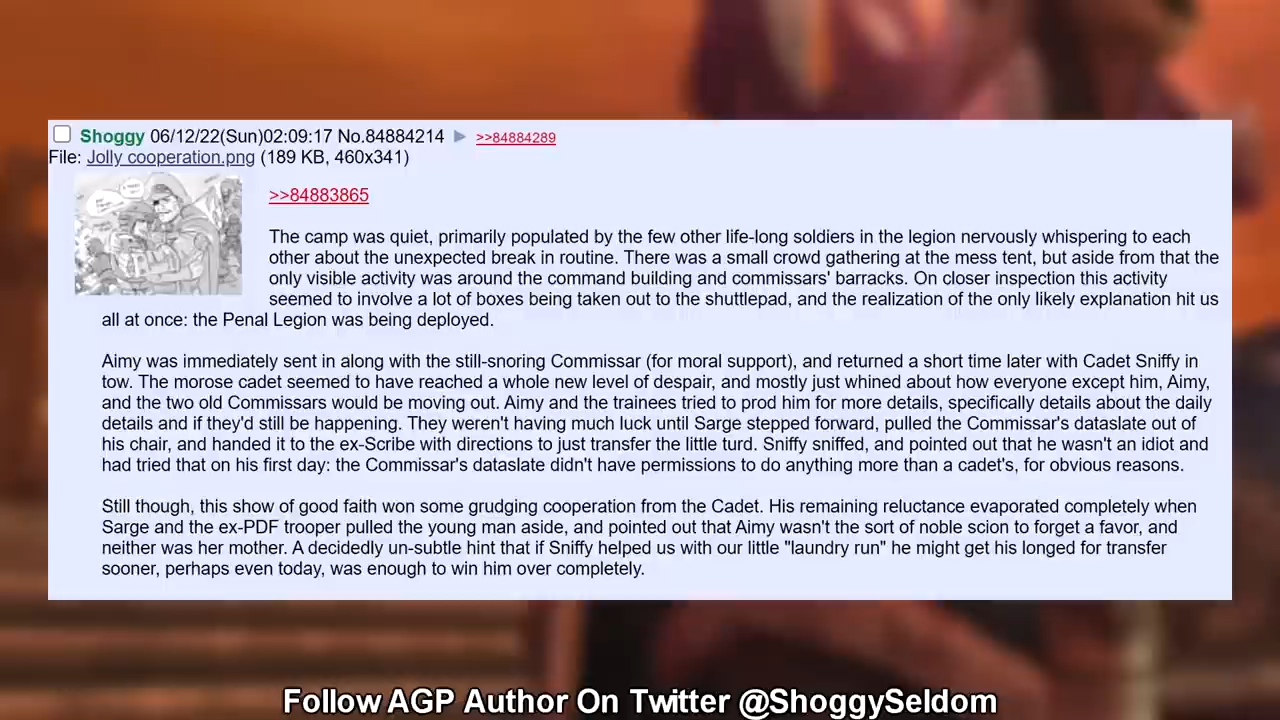 Shoggy 06/12/22(Sun)02:09:17 No.84884214 ▶ >>84884289
File: Jolly cooperation.png (189 KB, 460x341)
>>84883865
The camp was quiet, primarily populated by the few other life-long soldiers in the legion nervously whispering to each
other about the unexpected break in routine. There was a small crowd gathering at the mess tent, but aside from that the
only visible activity was around the command building and commissars' barracks. On closer inspection this activity
seemed to involve a lot of boxes being taken out to the shuttlepad, and the realization of the only likely explanation hit us
all at once: the Penal Legion was being deployed.
Aimy was immediately sent in along with the still-snoring Commissar (for moral support), and returned a short time later with Cadet Sniffy in
tow. The morose cadet seemed to have reached a whole new level of despair, and mostly just whined about how everyone except him, Aimy,
and the two old Commissars would be moving out. Aimy and the trainees tried to prod him for more details, specifically details about the daily
details and if they'd still be happening. They weren't having much luck until Sarge stepped forward, pulled the Commissar's dataslate out of
his chair, and handed it to the ex-Scribe with directions to just transfer the little turd. Sniffy sniffed, and pointed out that he wasn't an idiot and
had tried that on his first day: the Commissar's dataslate didn't have permissions to do anything more than a cadet's, for obvious reasons.
Still though, this show of good faith won some grudging cooperation from the Cadet. His remaining reluctance evaporated completely when
Sarge and the ex-PDF trooper pulled the young man aside, and pointed out that Aimy wasn't the sort of noble scion to forget a favor, and
neither was her mother. A decidedly un-subtle hint that if Sniffy helped us with our little "laundry run" he might get his longed for transfer
sooner, perhaps even today, was enough to win him over completely.
Follow AGP Author On Twitter @ShoggySeldom